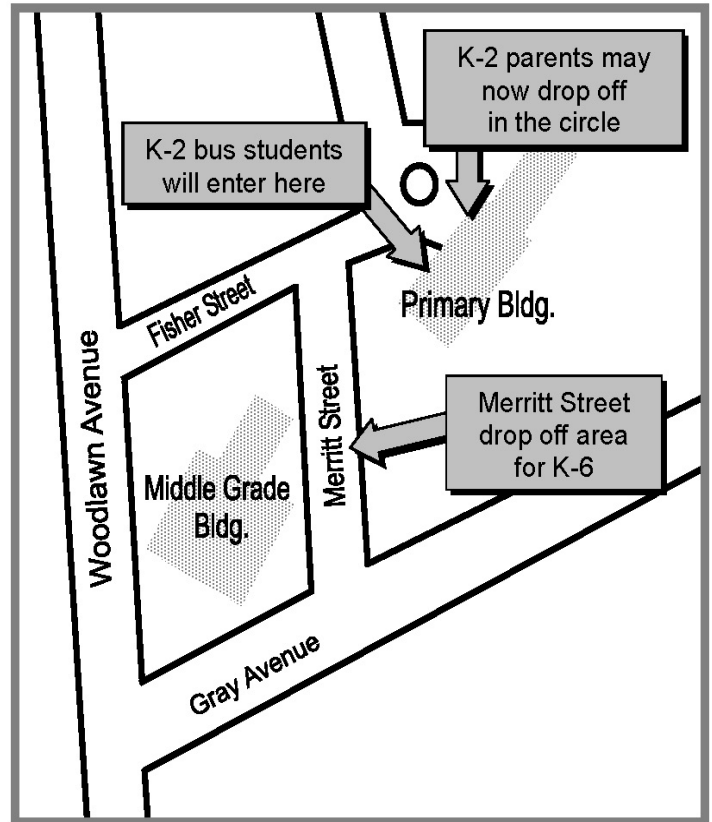 K-2 parents may
now drop off
in the circle
K-2 bus students
will enter here
Primary Bldg.
Fisher Street
Woodlawn Avenue
Merritt Street
Merritt Street
drop off area
for K-6
Middle Grade
Bldg.
Gray Avenue